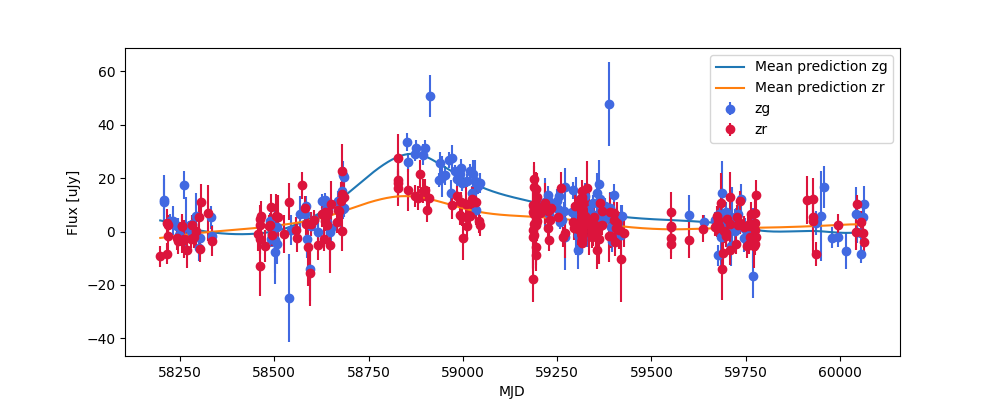 60
40
20
0
−20
−40
Flux [uJy]
58250
58500
58750
59000
59250
59500
59750
60000
MJD
Mean prediction zg
Mean prediction zr
zg
zr